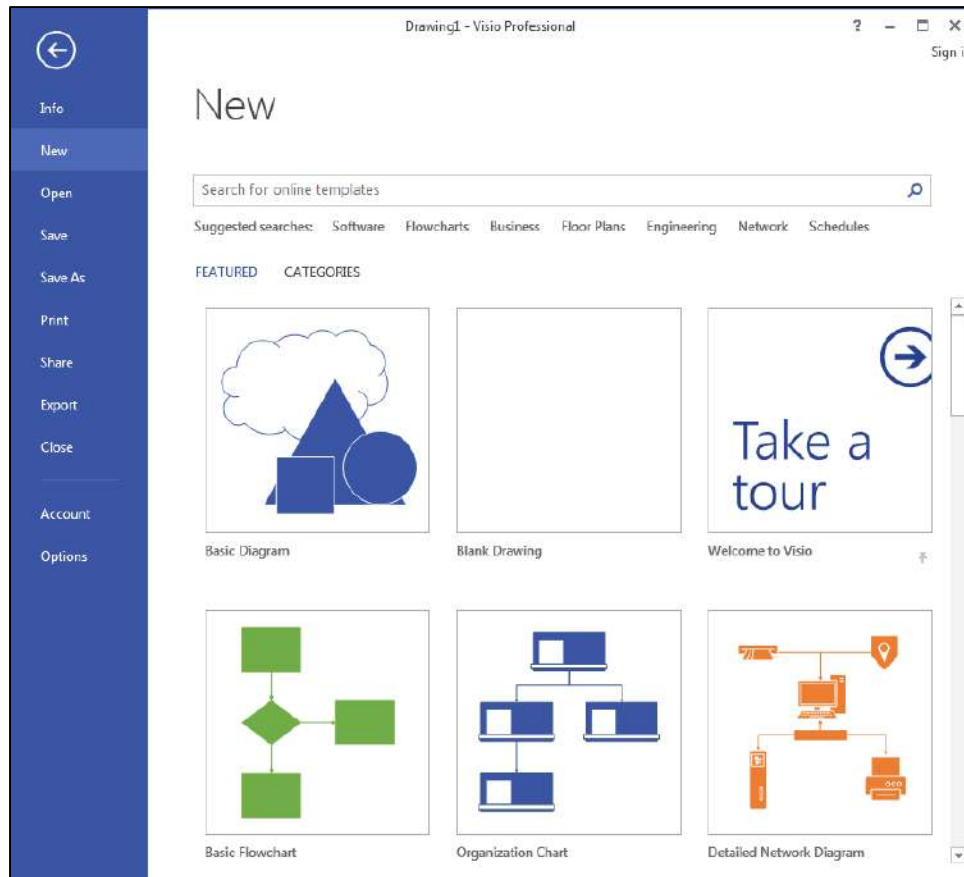 Drawing1 - Visio Professional
?
Sign i
Info
New
Open
Save
Save As
Print
Share
Export
Close
Account
Options
New
Search for online templates
Suggested searches: Software Flowcharts Business Floor Plans Engineering Network Schedules
FEATURED CATEGORIES
Take a
tour
Basic Diagram Blank Drawing Welcome to Visio
Basic Flowchart Organization Chart Detailed Network Diagram